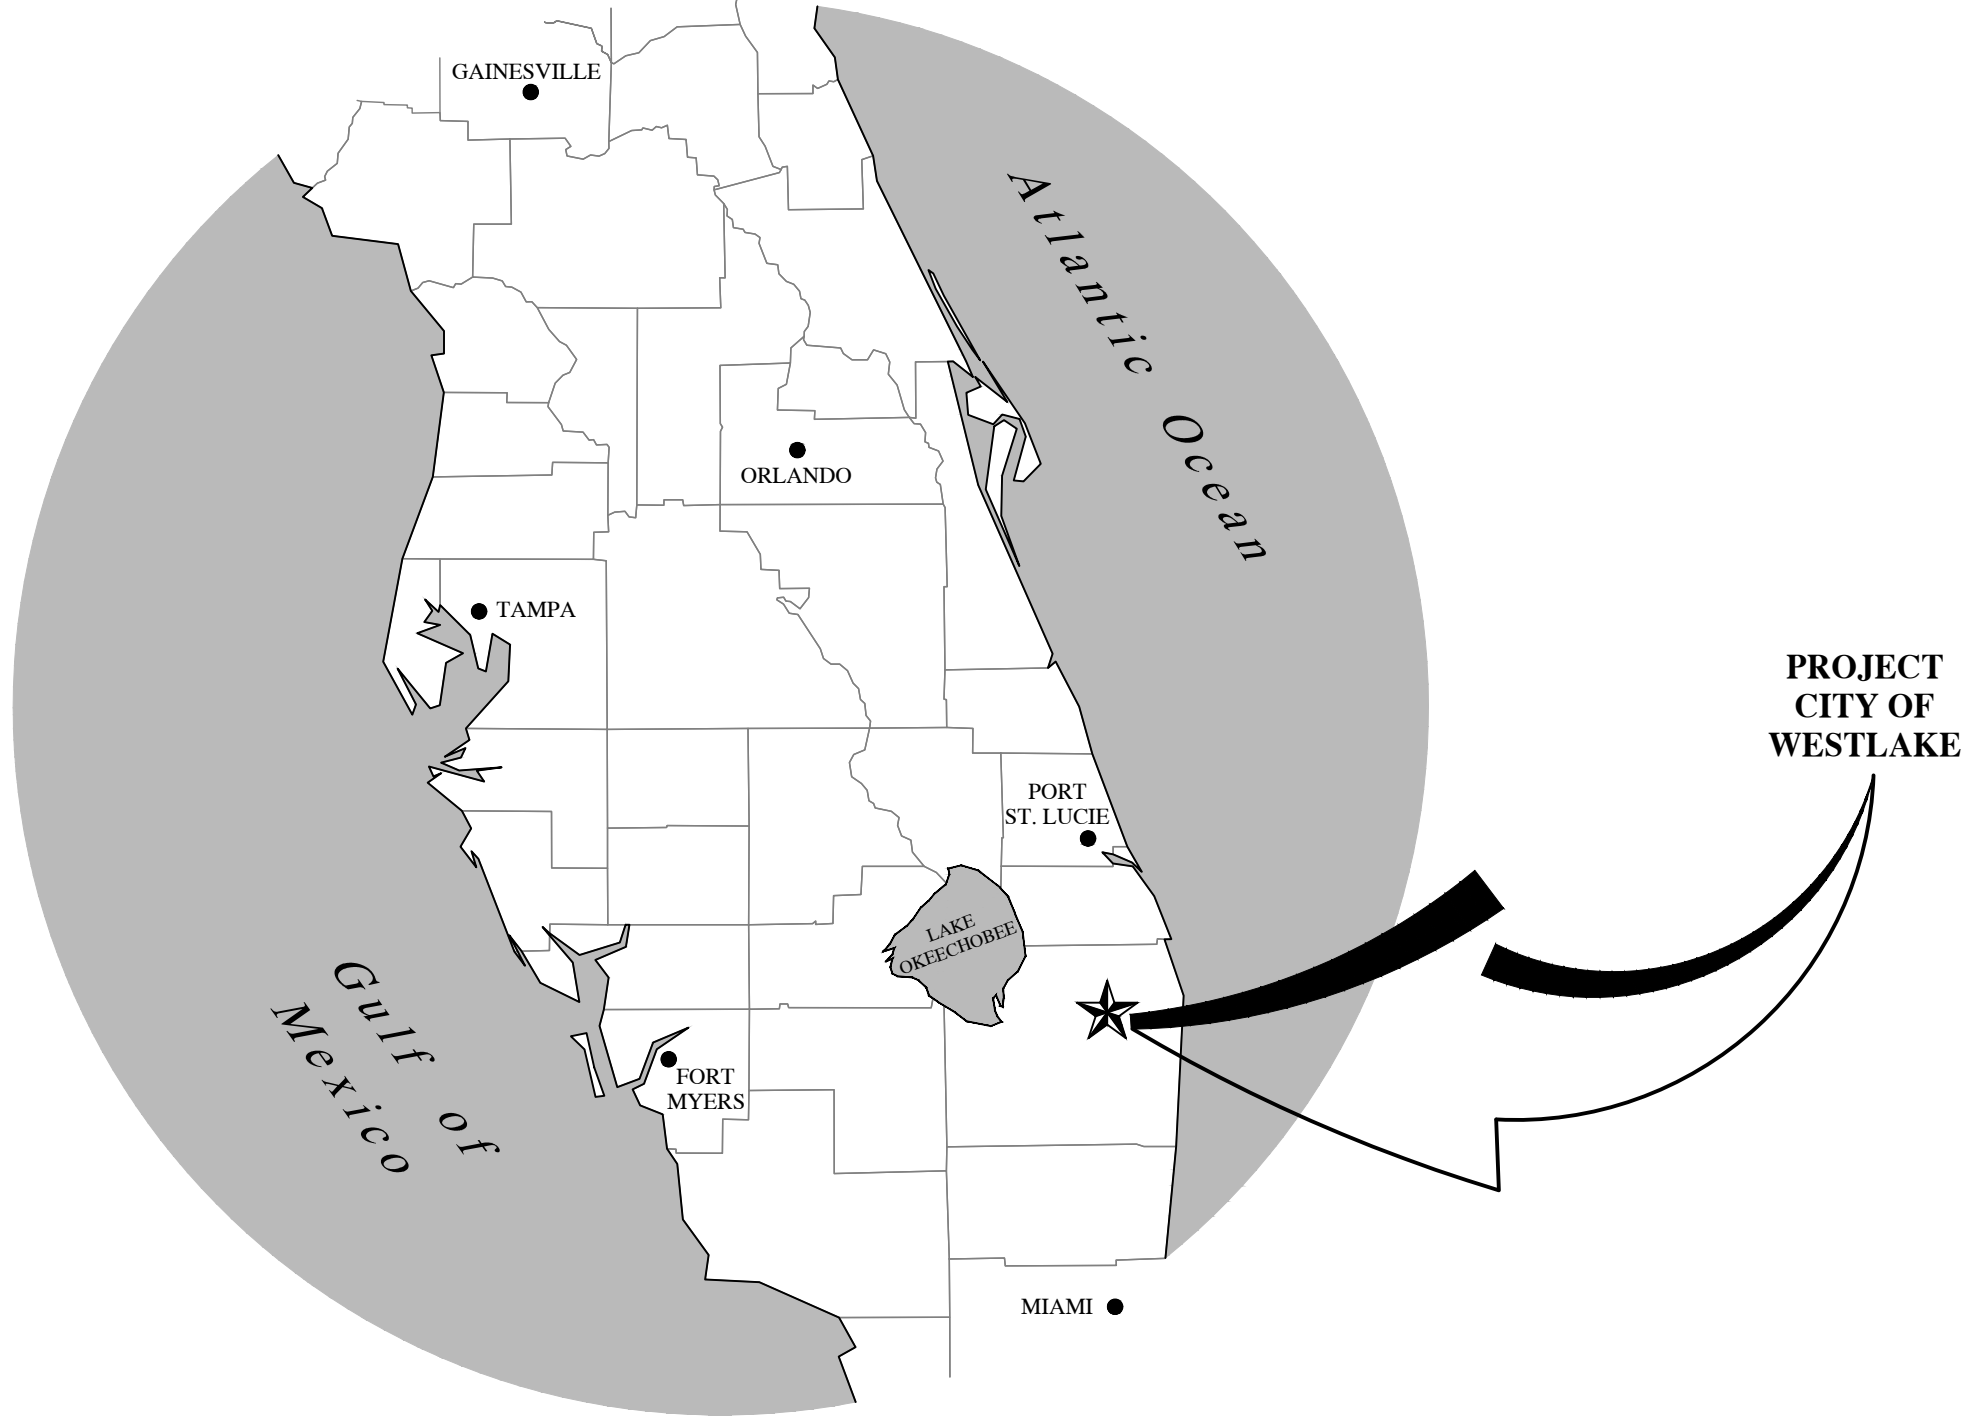 GAINESVILLE
Atlantic Ocean
ORLANDO
TAMPA
PROJECT
CITY OF
WESTLAKE
PORT
ST. LUCIE
LAKE
OKEECHOBEE
Gulf of
Mexico
FORT
MYERS
MIAMI